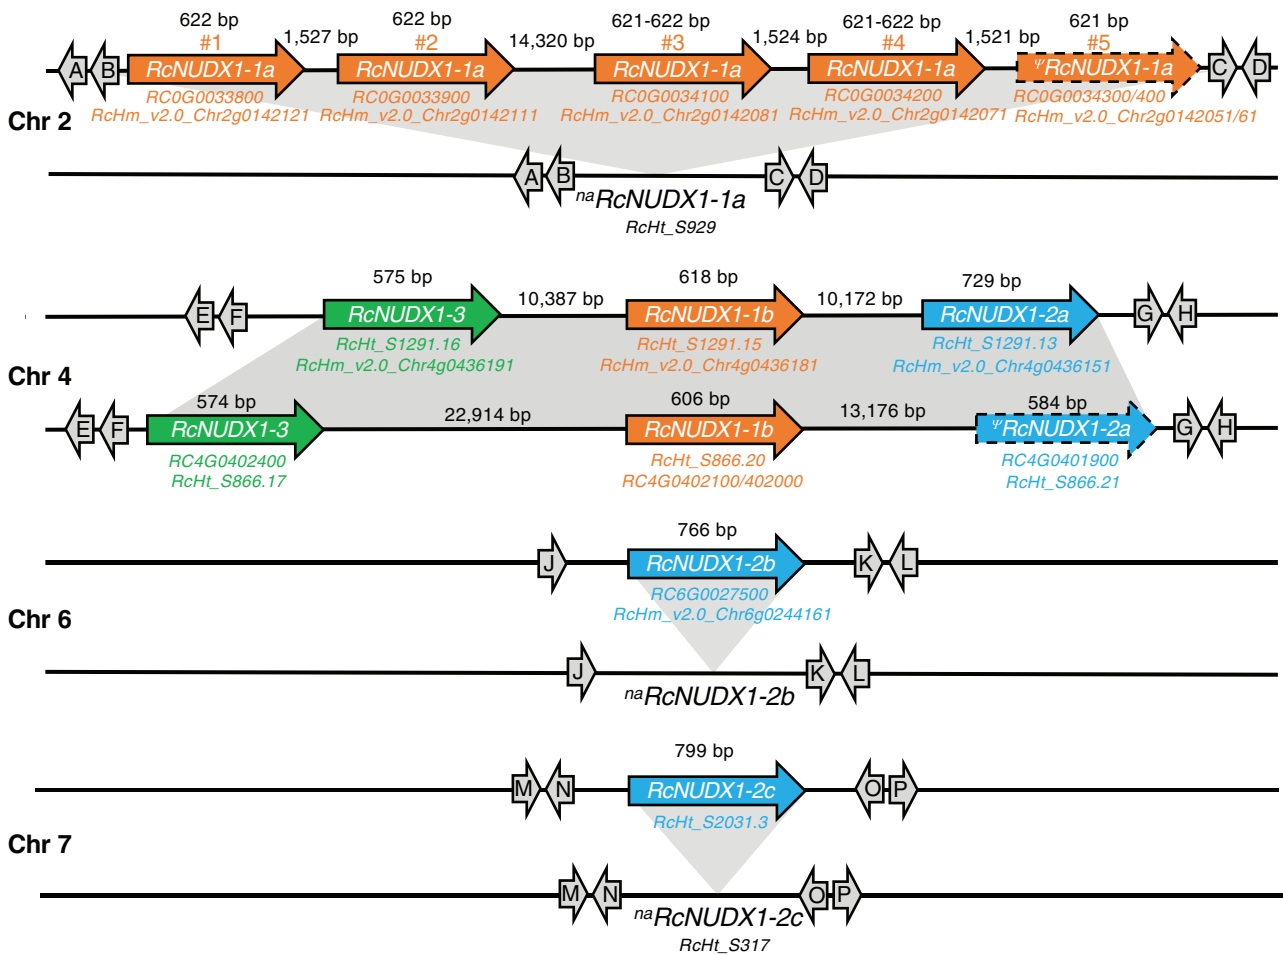 622 bp 622 bp 621-622 bp 621-622 bp 621 bp
#1 1,527 bp #2 14,320 bp #3 1,524 bp #4 1,521 bp #5
A B RcNUDX1-1a RcNUDX1-1a RcNUDX1-1a RcNUDX1-1a ΨRcNUDX1-1a C D
RC0G0033800 RC0G0033900 RC0G0034100 RC0G0034200 RC0G0034300/400
RcHm_v2.0_Chr2g0142121 RcHm_v2.0_Chr2g0142111 RcHm_v2.0_Chr2g0142081 RcHm_v2.0_Chr2g0142071 RcHm_v2.0_Chr2g0142051/61
Chr 2
A B C D
naRcNUDX1-1a
RcHt_S929
575 bp 618 bp 729 bp
10,387 bp 10,172 bp
E F RcNUDX1-3 RcNUDX1-1b RcNUDX1-2a G H
RcHt_S1291.16 RcHt_S1291.15 RcHt_S1291.13
RcHm_v2.0_Chr4g0436191 RcHm_v2.0_Chr4g0436181 RcHm_v2.0_Chr4g0436151
Chr 4
574 bp 606 bp 584 bp
22,914 bp 13,176 bp
E F RcNUDX1-3 RcNUDX1-1b ΨRcNUDX1-2a G H
RC4G0402400 RcHt_S866.20 RC4G0401900
RcHt_S866.17 RC4G0402100/402000 RcHt_S866.21
766 bp
J RcNUDX1-2b K L
RC6G0027500
RcHm_v2.0_Chr6g0244161
Chr 6
J K L
naRcNUDX1-2b
799 bp
M N RcNUDX1-2c O P
RcHt_S2031.3
Chr 7
M N O P
naRcNUDX1-2c
RcHt_S317